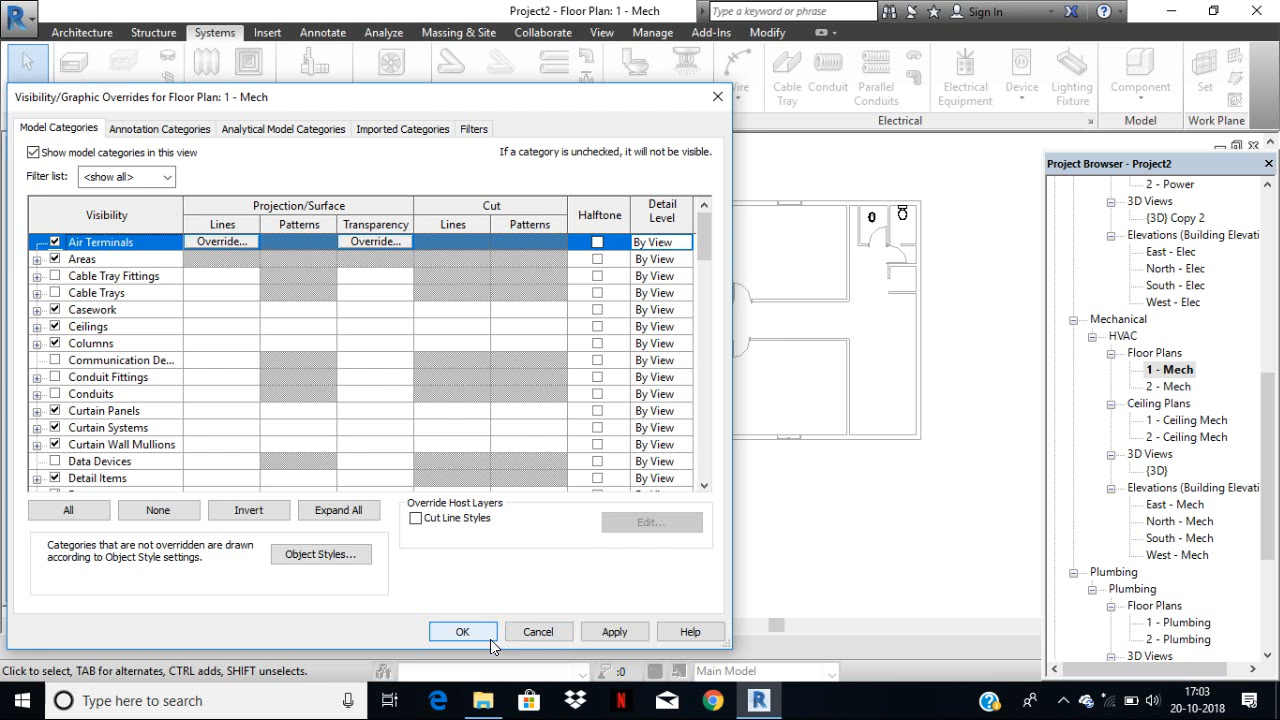 Project2 - Floor Plan: 1 - Mech
Type a keyword or phrase
Sign In
Architecture Structure Systems Insert Annotate Analyze Massing & Site Collaborate View Manage Add-Ins Modify
Cable Tray
Conduit
Parallel Conduits
Electrical Equipment
Device
Lighting Fixture
Component
Set
Electrical
Model
Work Plane
Visibility/Graphic Overrides for Floor Plan: 1 - Mech
Model Categories Annotation Categories Analytical Model Categories Imported Categories Filters
Show model categories in this view
If a category is unchecked, it will not be visible.
Filter list: <show all>
Visibility Projection/Surface Cut Halftone Detail Level
Lines Patterns Transparency Lines Patterns
Air Terminals Override... Override... By View
Areas By View
Cable Tray Fittings By View
Cable Trays By View
Casework By View
Ceilings By View
Columns By View
Communication De... By View
Conduit Fittings By View
Conduits By View
Curtain Panels By View
Curtain Systems By View
Curtain Wall Mullions By View
Data Devices By View
Detail Items By View
All None Invert Expand All
Override Host Layers
Cut Line Styles
Edit...
Categories that are not overridden are drawn
according to Object Style settings.
Object Styles...
OK Cancel Apply Help
Project Browser - Project2
2 - Power
3D Views
{3D} Copy 2
Elevations (Building Elevati
East - Elec
North - Elec
South - Elec
West - Elec
Mechanical
HVAC
Floor Plans
1 - Mech
2 - Mech
Ceiling Plans
1 - Ceiling Mech
2 - Ceiling Mech
3D Views
{3D}
Elevations (Building Elevati
East - Mech
North - Mech
South - Mech
West - Mech
Plumbing
Plumbing
Floor Plans
1 - Plumbing
2 - Plumbing
3D Views
Click to select, TAB for alternates, CTRL adds, SHIFT unselects.
:0
Main Model
Type here to search
17:03
20-10-2018